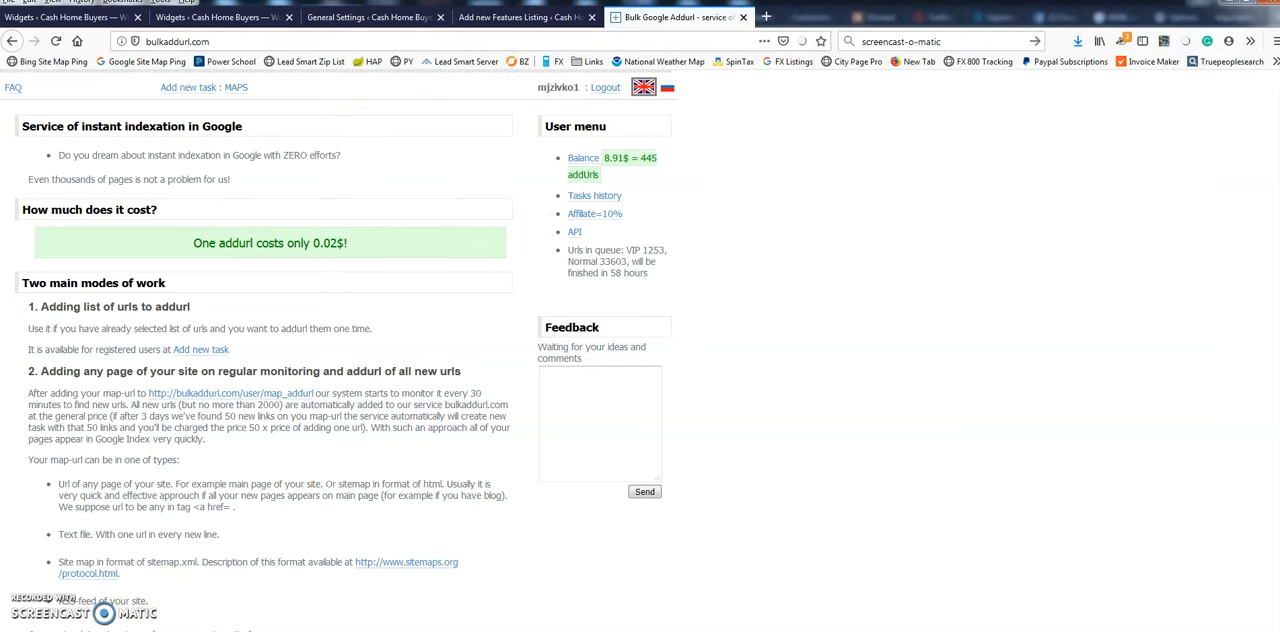 File Edit View History Bookmarks Tools Help
Widgets ‹ Cash Home Buyers — W
Widgets ‹ Cash Home Buyers — W
General Settings ‹ Cash Home Buye
Add new Features Listing ‹ Cash H
Bulk Google Addurl - service of
bulkaddurl.com
screencast-o-matic
2
Bing Site Map Ping
Google Site Map Ping
Power School
Lead Smart Zip List
HAP
PY
Lead Smart Server
BZ
FX
Links
National Weather Map
SpinTax
FX Listings
City Page Pro
New Tab
FX 800 Tracking
Paypal Subscriptions
Invoice Maker
Truepeoplesearch
FAQ
Add new task : MAPS
mjzivko1 : Logout
Service of instant indexation in Google
Do you dream about instant indexation in Google with ZERO efforts?
Even thousands of pages is not a problem for us!
How much does it cost?
One addurl costs only 0.02$!
Two main modes of work
1. Adding list of urls to addurl
Use it if you have already selected list of urls and you want to addurl them one time.
It is available for registered users at Add new task
2. Adding any page of your site on regular monitoring and addurl of all new urls
After adding your map-url to http://bulkaddurl.com/user/map_addurl our system starts to monitor it every 30
minutes to find new urls. All new urls (but no more than 2000) are automatically added to our service bulkaddurl.com
at the general price (if after 3 days we've found 50 new links on you map-url the service automatically will create new
task with that 50 links and you'll be charged the price 50 x price of adding one url). With such an approach all of your
pages appear in Google Index very quickly.
Your map-url can be in one of types:
Url of any page of your site. For example main page of your site. Or sitemap in format of html. Usually it is
very quick and effective approach if all your new pages appears on main page (for example if you have blog).
We suppose url to be any in tag <a href= .
Text file. With one url in every new line.
Site map in format of sitemap.xml. Description of this format available at http://www.sitemaps.org
/protocol.html.
RSS-feed of your site.
User menu
Balance 8.91$ = 445
addUrls
Tasks history
Affiliate=10%
API
Urls in queue: VIP 1253,
Normal 33603, will be
finished in 58 hours
Feedback
Waiting for your ideas and
comments
Send
RECORDED WITH
SCREENCAST MATIC